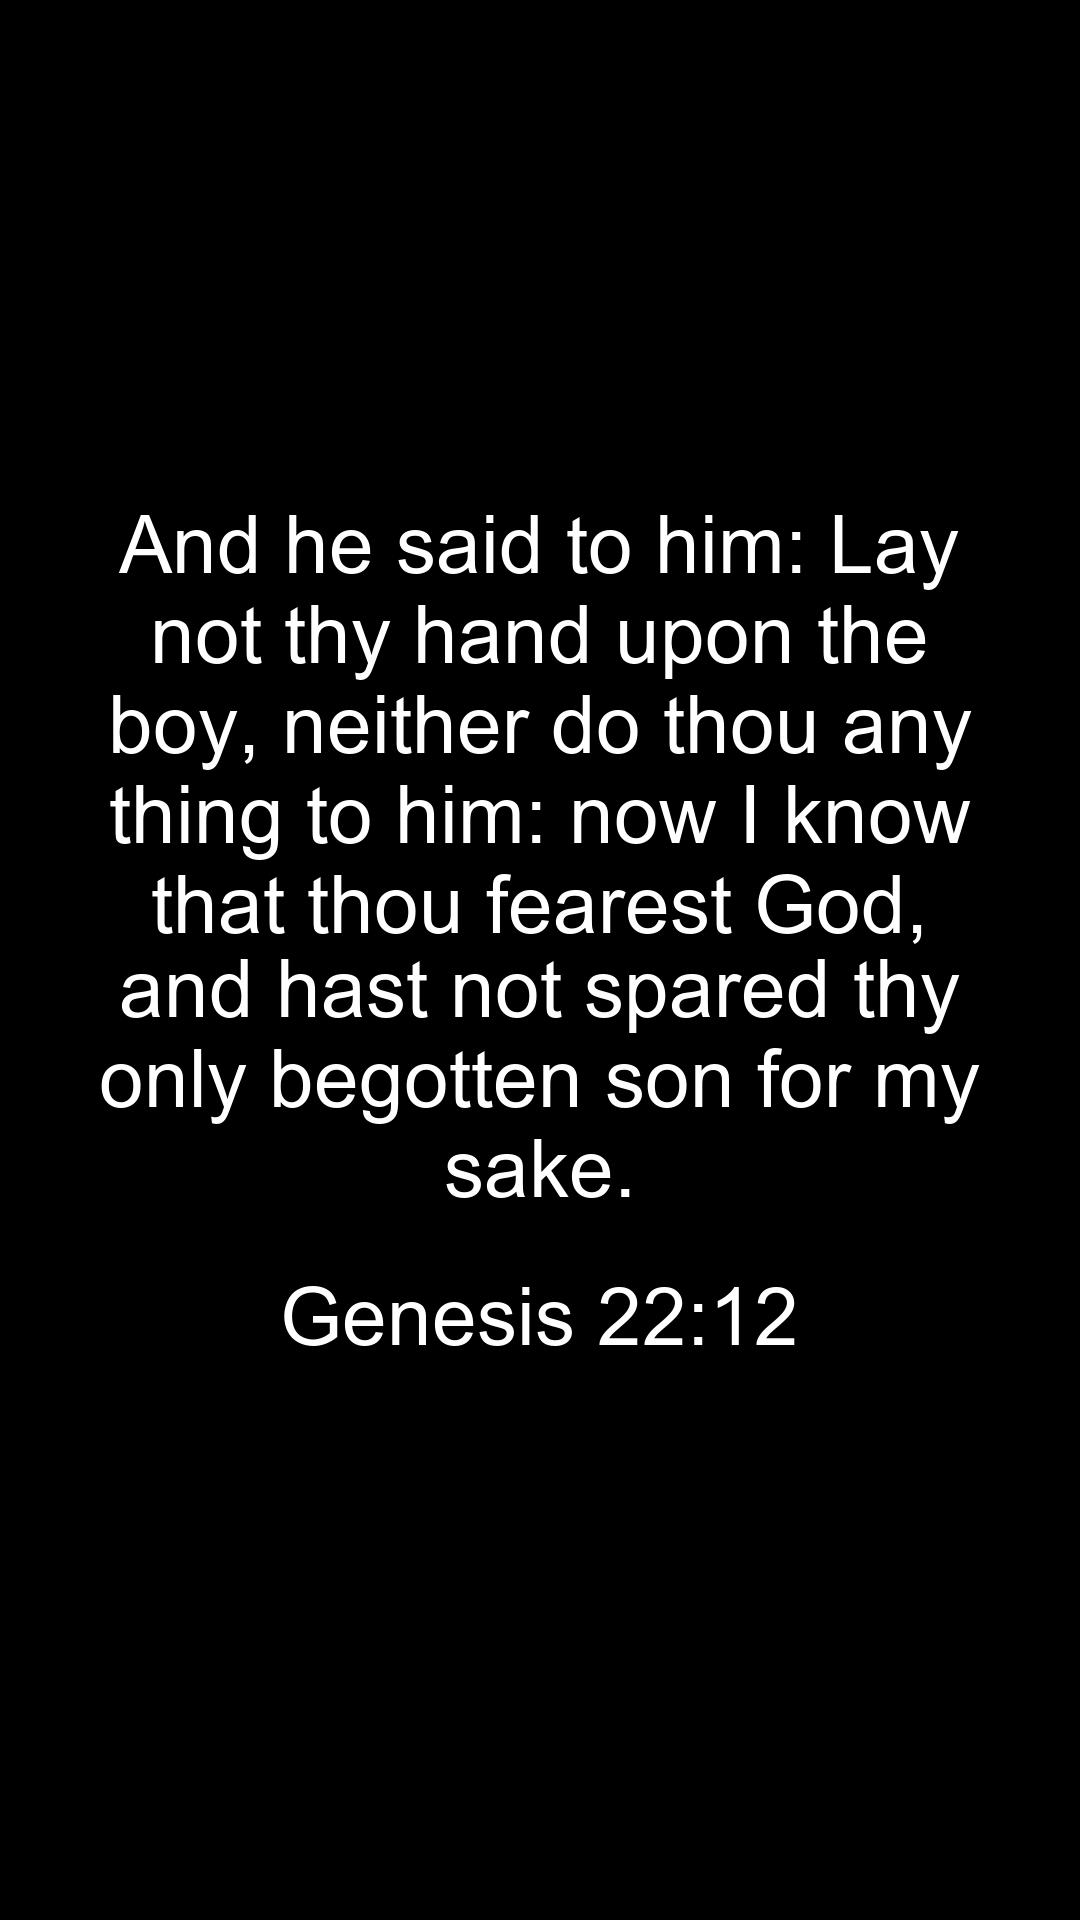 And he said to him: Lay
not thy hand upon the
boy, neither do thou any
thing to him: now I know
that thou fearest God,
and hast not spared thy
only begotten son for my
sake.
Genesis 22:12